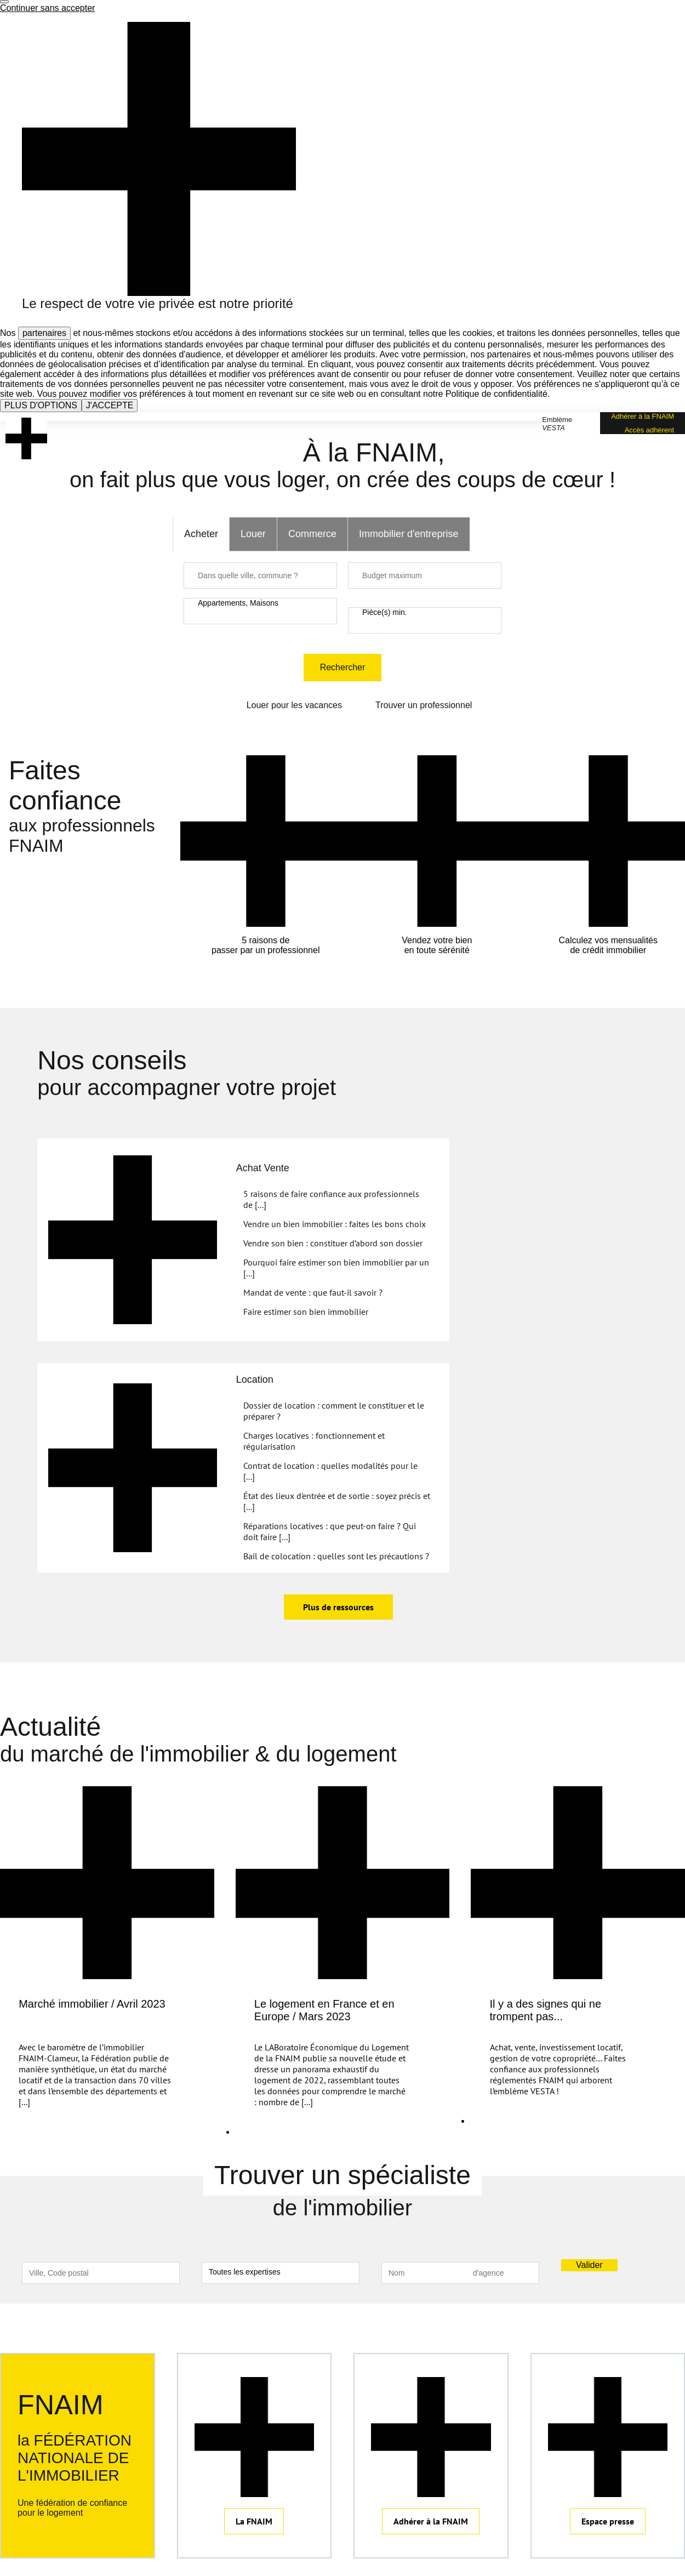 Continuer sans accepter
Le respect de votre vie privée est notre priorité
Nos partenaires et nous-mêmes stockons et/ou accédons à des informations stockées sur un terminal, telles que les cookies, et traitons les données personnelles, telles que
les identifiants uniques et les informations standards envoyées par chaque terminal pour diffuser des publicités et du contenu personnalisés, mesurer les performances des
publicités et du contenu, obtenir des données d'audience, et développer et améliorer les produits. Avec votre permission, nos partenaires et nous-mêmes pouvons utiliser des
données de géolocalisation précises et d’identification par analyse du terminal. En cliquant, vous pouvez consentir aux traitements décrits précédemment. Vous pouvez
également accéder à des informations plus détaillées et modifier vos préférences avant de consentir ou pour refuser de donner votre consentement. Veuillez noter que certains
traitements de vos données personnelles peuvent ne pas nécessiter votre consentement, mais vous avez le droit de vous y opposer. Vos préférences ne s'appliqueront qu’à ce
site web. Vous pouvez modifier vos préférences à tout moment en revenant sur ce site web ou en consultant notre Politique de confidentialité.
PLUS D'OPTIONS J'ACCEPTE
Emblème
VESTA
Adhérer à la FNAIM
Accès adhérent
À la FNAIM,
on fait plus que vous loger, on crée des coups de cœur !
Acheter Louer Commerce Immobilier d'entreprise
Dans quelle ville, commune ? Budget maximum
Appartements, Maisons
Pièce(s) min.
Rechercher
Louer pour les vacances Trouver un professionnel
Faites
confiance
aux professionnels
FNAIM
5 raisons de
passer par un professionnel
Vendez votre bien
en toute sérénité
Calculez vos mensualités
de crédit immobilier
Nos conseils
pour accompagner votre projet
Achat Vente
5 raisons de faire confiance aux professionnels
de [...]
Vendre un bien immobilier : faites les bons choix
Vendre son bien : constituer d’abord son dossier
Pourquoi faire estimer son bien immobilier par un
[...]
Mandat de vente : que faut-il savoir ?
Faire estimer son bien immobilier
Location
Dossier de location : comment le constituer et le
préparer ?
Charges locatives : fonctionnement et
régularisation
Contrat de location : quelles modalités pour le
[...]
État des lieux d'entrée et de sortie : soyez précis et
[...]
Réparations locatives : que peut-on faire ? Qui
doit faire [...]
Bail de colocation : quelles sont les précautions ?
Plus de ressources
Actualité
du marché de l'immobilier & du logement
Marché immobilier / Avril 2023
Avec le baromètre de l’immobilier
FNAIM-Clameur, la Fédération publie de
manière synthétique, un état du marché
locatif et de la transaction dans 70 villes
et dans l’ensemble des départements et
[...]
Le logement en France et en
Europe / Mars 2023
Le LABoratoire Économique du Logement
de la FNAIM publie sa nouvelle étude et
dresse un panorama exhaustif du
logement de 2022, rassemblant toutes
les données pour comprendre le marché
: nombre de [...]
Il y a des signes qui ne
trompent pas...
Achat, vente, investissement locatif,
gestion de votre copropriété... Faites
confiance aux professionnels
réglementés FNAIM qui arborent
l’emblème VESTA !
Trouver un spécialiste
de l'immobilier
Ville, Code postal Toutes les expertises Nom d'agence Valider
FNAIM
la FÉDÉRATION
NATIONALE DE
L'IMMOBILIER
Une fédération de confiance
pour le logement
La FNAIM
Adhérer à la FNAIM
Espace presse